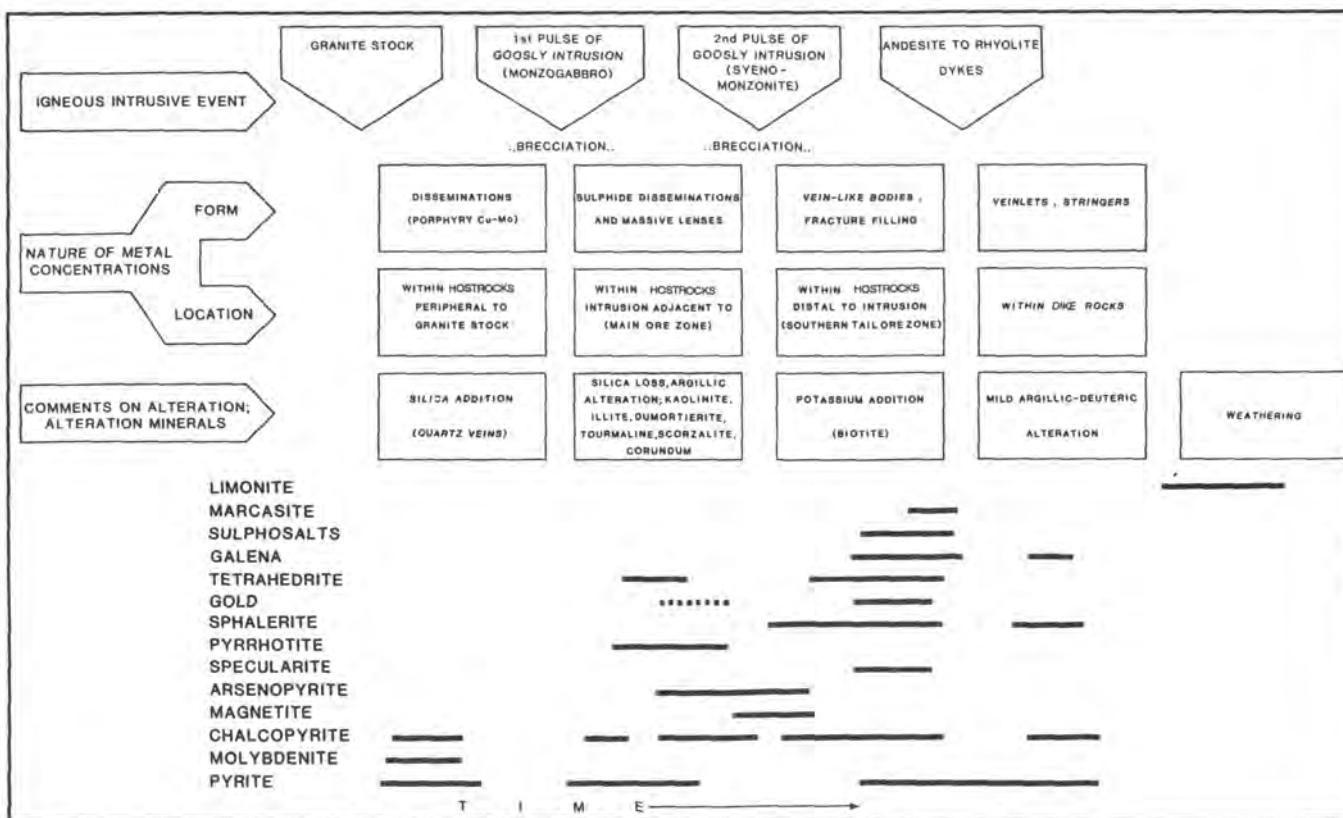 GRANITE STOCK
1st PULSE OF
GOOSLY INTRUSION
(MONZOGABBRO)
2nd PULSE OF
GOOSLY INTRUSION
(SYENO-
MONZONITE)
ANDESITE TO RHYOLITE
DYKES
IGNEOUS INTRUSIVE EVENT
..BRECCIATION..
..BRECCIATION..
FORM
NATURE OF METAL
CONCENTRATIONS
LOCATION
DISSEMINATIONS
(PORPHYRY Cu-Mo)
SULPHIDE DISSEMINATIONS
AND MASSIVE LENSES
VEIN-LIKE BODIES ,
FRACTURE FILLING
VEINLETS , STRINGERS
WITHIN HOSTROCKS
PERIPHERAL TO
GRANITE STOCK
WITHIN HOSTROCKS
INTRUSION ADJACENT TO
(MAIN ORE ZONE)
WITHIN HOSTROCKS
DISTAL TO INTRUSION
(SOUTHERN TAIL ORE ZONE)
WITHIN DIKE ROCKS
COMMENTS ON ALTERATION;
ALTERATION MINERALS
SILICA ADDITION
(QUARTZ VEINS)
SILICA LOSS, ARGILLIC
ALTERATION; KAOLINITE,
ILLITE, DUMORTIERITE,
TOURMALINE, SCORZALITE,
CORUNDUM
POTASSIUM ADDITION
(BIOTITE)
MILD ARGILLIC-DEUTERIC
ALTERATION
WEATHERING
LIMONITE
MARCASITE
SULPHOSALTS
GALENA
TETRAHEDRITE
GOLD
SPHALERITE
PYRRHOTITE
SPECULARITE
ARSENOPYRITE
MAGNETITE
CHALCOPYRITE
MOLYBDENITE
PYRITE
T I M E